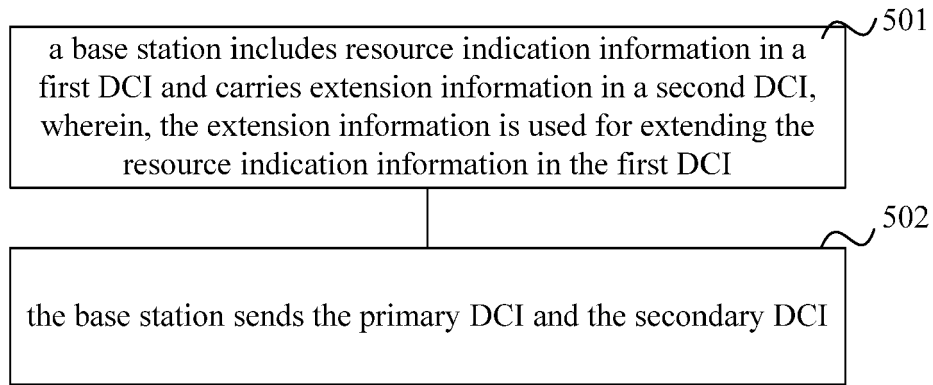 501
a base station includes resource indication information in a
first DCI and carries extension information in a second DCI,
wherein, the extension information is used for extending the
resource indication information in the first DCI
502
the base station sends the primary DCI and the secondary DCI